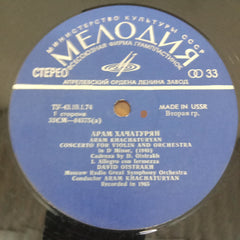 МИНИСТЕРСТВО КУЛЬТУРЫ СССР
МЕЛОДИЯ
ВСЕСОЮЗНАЯ ФИРМА ГРАМПЛАСТИНОК
СТЕРЕО
33
АПРЕЛЕВСКИЙ ОРДЕНА ЛЕНИНА ЗАВОД
MADE IN USSR
1 сторона
Вторая гр.
АРАМ ХАЧАТУРЯН
ARAM KHACHATURYAN
CONCERTO FOR VIOLIN AND ORCHESTRA
in D Minor, (1940)
Cadenza by D. Oistrakh
I. Allegro con fermezza
DAVID OISTRAKH
Moscow Radio Great Symphony Orchestra
Conductor ARAM KHACHATURYAN
Recorded in 1965